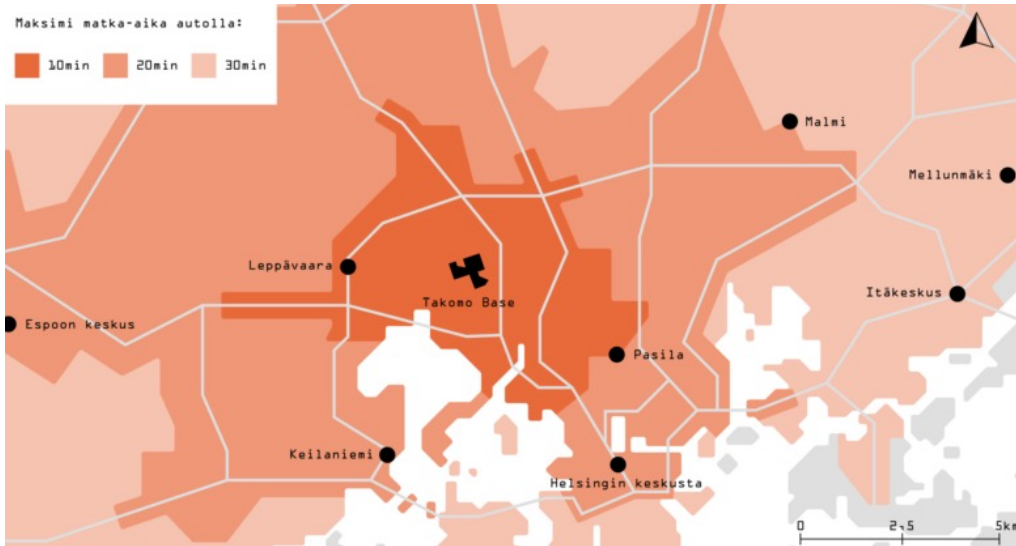 Maksimi matka-aika autolla:
10min 20min 30min
Malmi
Mellunmäki
Leppävaara
Takomo Base
Itäkeskus
Espoon keskus
Pasila
Keilaniemi
Helsingin keskusta
0 2.5 5km